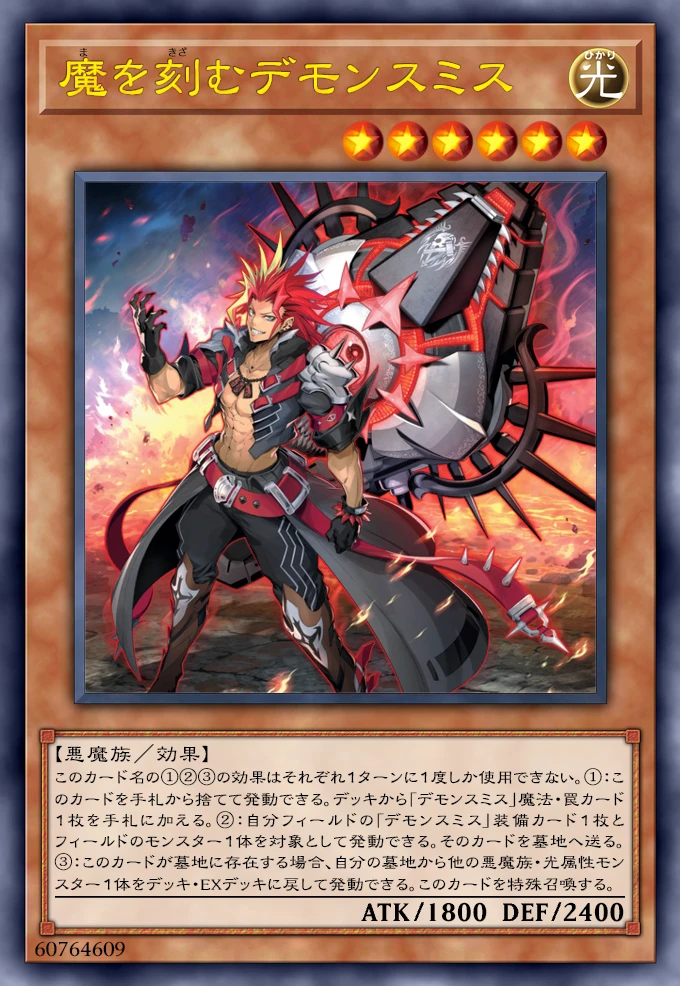 魔を刻むデモンスミス
ま きざ
ひかり
光
【悪魔族/効果】
このカード名の①②③の効果はそれぞれ1ターンに1度しか使用できない。①:こ
のカードを手札から捨てて発動できる。デッキから「デモンスミス」魔法・罠カード
1枚を手札に加える。②:自分フィールドの「デモンスミス」装備カード1枚と
フィールドのモンスター1体を対象として発動できる。そのカードを墓地へ送る。
③:このカードが墓地に存在する場合、自分の墓地から他の悪魔族・光属性モン
スター1体をデッキ・EXデッキに戻して発動できる。このカードを特殊召喚する。
ATK/1800 DEF/2400
60764609